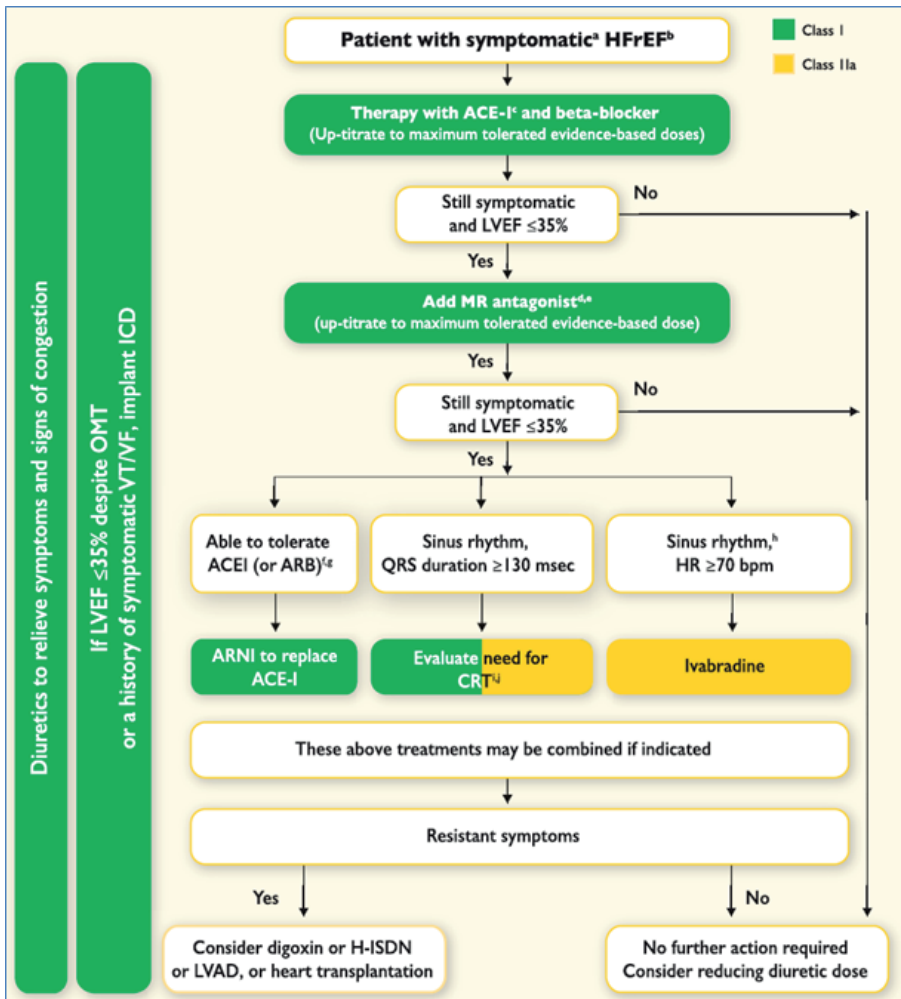 Patient with symptomaticᵃ HFrEFᵇ
Class I
Class IIa
Diuretics to relieve symptoms and signs of congestion
If LVEF ≤35% despite OMT
or a history of symptomatic VT/VF, implant ICD
Therapy with ACE-Iᶜ and beta-blocker
(Up-titrate to maximum tolerated evidence-based doses)
Still symptomatic
and LVEF ≤35%
No
Yes
Add MR antagonistᵈ,ᵉ
(up-titrate to maximum tolerated evidence-based dose)
Yes
Still symptomatic
and LVEF ≤35%
No
Yes
Able to tolerate
ACEI (or ARB)ᶠ,ᵍ
Sinus rhythm,
QRS duration ≥130 msec
Sinus rhythm,ʰ
HR ≥70 bpm
ARNI to replace
ACE-I
Evaluate need for
CRTⁱ,ʲ
Ivabradine
These above treatments may be combined if indicated
Resistant symptoms
Yes
No
Consider digoxin or H-ISDN
or LVAD, or heart transplantation
No further action required
Consider reducing diuretic dose